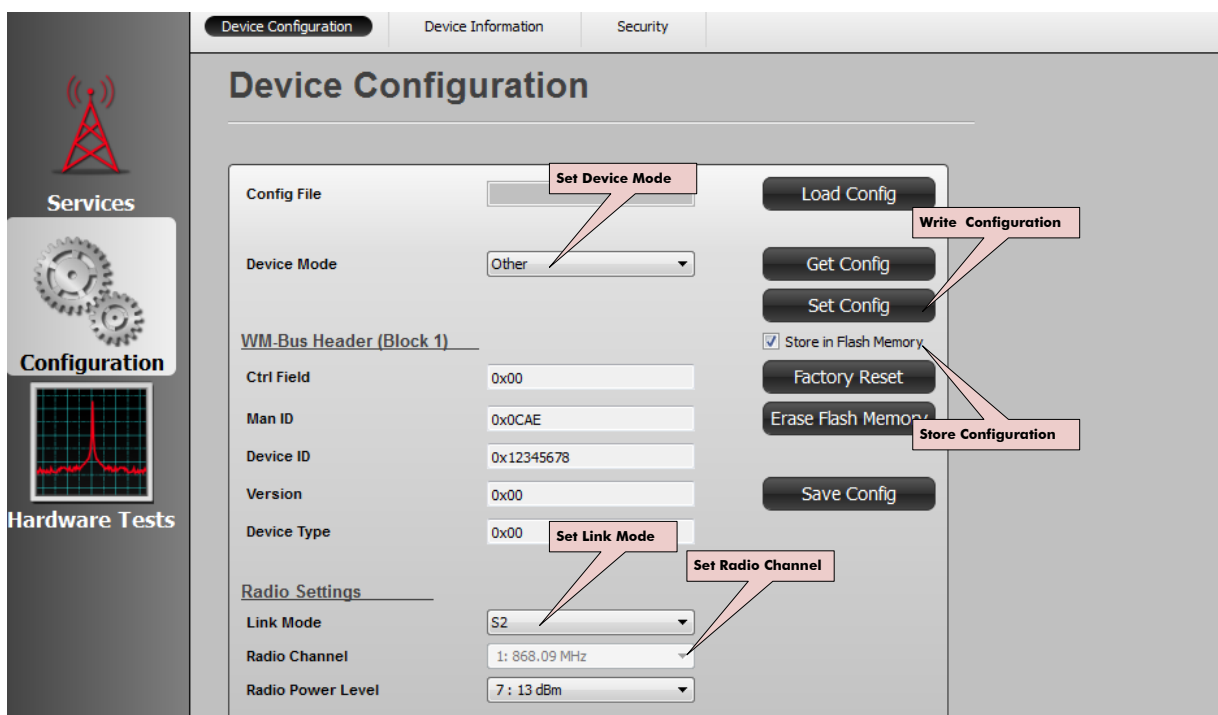 Device Configuration Device Information Security
Device Configuration
Services
Configuration
Hardware Tests
Config File
Set Device Mode
Load Config
Write Configuration
Device Mode Other Get Config
Set Config
WM-Bus Header (Block 1) Store in Flash Memory
Ctrl Field 0x00 Factory Reset
Man ID 0x0CAE Erase Flash Memory
Store Configuration
Device ID 0x12345678
Version 0x00 Save Config
Device Type 0x00
Set Link Mode
Set Radio Channel
Radio Settings
Link Mode S2
Radio Channel 1: 868.09 MHz
Radio Power Level 7 : 13 dBm